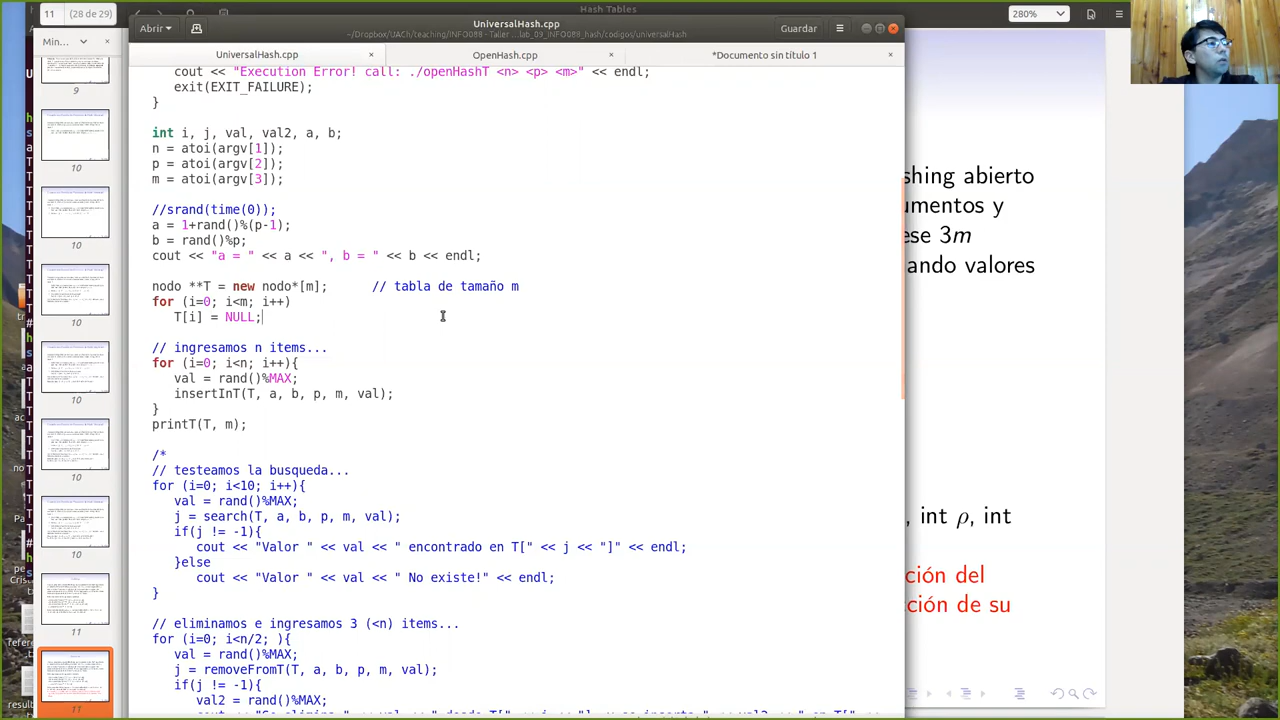 11 (28 de 29)
Hash Tables
280%
Min...
9
10
10
10
10
10
10
11
11
Abrir
UniversalHash.cpp
Guardar
UniversalHash.cpp
OpenHash.cpp
*Documento sin título 1
cout << "Execution Error! call: ./openHashT <n> <p> <m>" << endl;
exit(EXIT_FAILURE);
}
int i, j, val, val2, a, b;
n = atoi(argv[1]);
p = atoi(argv[2]);
m = atoi(argv[3]);
//srand(time(0));
a = 1+rand()%(p-1);
b = rand()%p;
cout << "a = " << a << ", b = " << b << endl;
nodo **T = new nodo*[m]; // tabla de tamaño m
for (i=0; i<m; i++)
T[i] = NULL;
// ingresamos n items...
for (i=0; i<n; i++){
val = rand()%MAX;
insertInT(T, a, b, p, m, val);
}
printT(T, m);
/*
// testeamos la busqueda...
for (i=0; i<10; i++){
val = rand()%MAX;
j = search(T, a, b, p, m, val);
if(j != -1){
cout << "Valor " << val << " encontrado en T[" << j << "]" << endl;
}else
cout << "Valor " << val << " No existe!" << endl;
}
// eliminamos e ingresamos 3 (<n) items...
for (i=0; i<n/2; ){
val = rand()%MAX;
j = removeFromT(T, a, b, p, m, val);
if(j != -1){
val2 = rand()%MAX;
shing abierto
umentos y
ese 3m
ando valores
, int ρ, int
ción del
ción de su